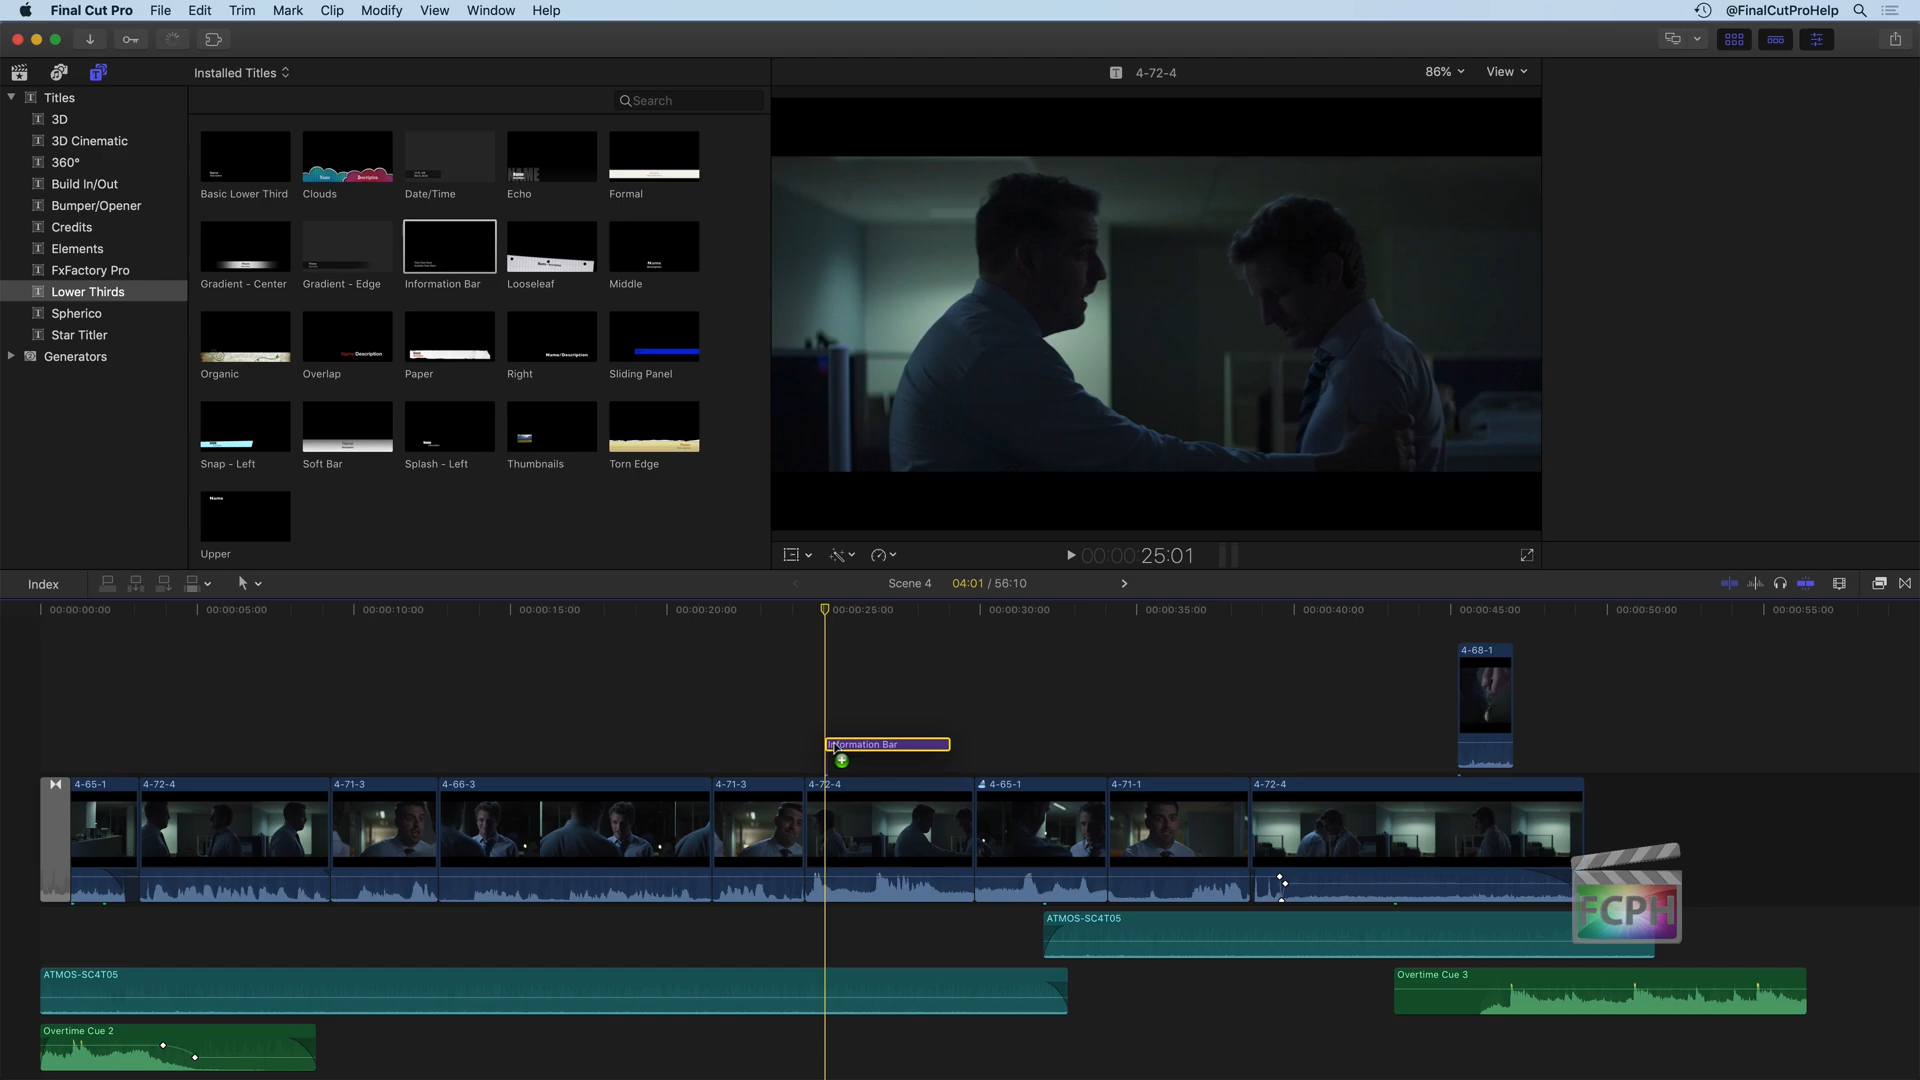 Final Cut Pro File Edit Trim Mark Clip Modify View Window Help @FinalCutProHelp
Installed Titles
4-72-4
86% View
Search
Titles
3D
3D Cinematic
360°
Build In/Out
Bumper/Opener
Credits
Elements
FxFactory Pro
Lower Thirds
Spherico
Star Titler
Generators
Basic Lower Third Clouds Date/Time Echo Formal
Gradient - Center Gradient - Edge Information Bar Looseleaf Middle
Organic Overlap Paper Right Sliding Panel
Snap - Left Soft Bar Splash - Left Thumbnails Torn Edge
Name
Upper
00:00:25:01
Index
Scene 4 04:01 / 56:10
00:00:00:00 00:00:05:00 00:00:10:00 00:00:15:00 00:00:20:00 00:00:25:00 00:00:30:00 00:00:35:00 00:00:40:00 00:00:45:00 00:00:50:00 00:00:55:00
4-68-1
Information Bar
4-65-1 4-72-4 4-71-3 4-66-3 4-71-3 4-72-4 4-65-1 4-71-1 4-72-4
FCPH
ATMOS-SC4T05
ATMOS-SC4T05
Overtime Cue 3
Overtime Cue 2